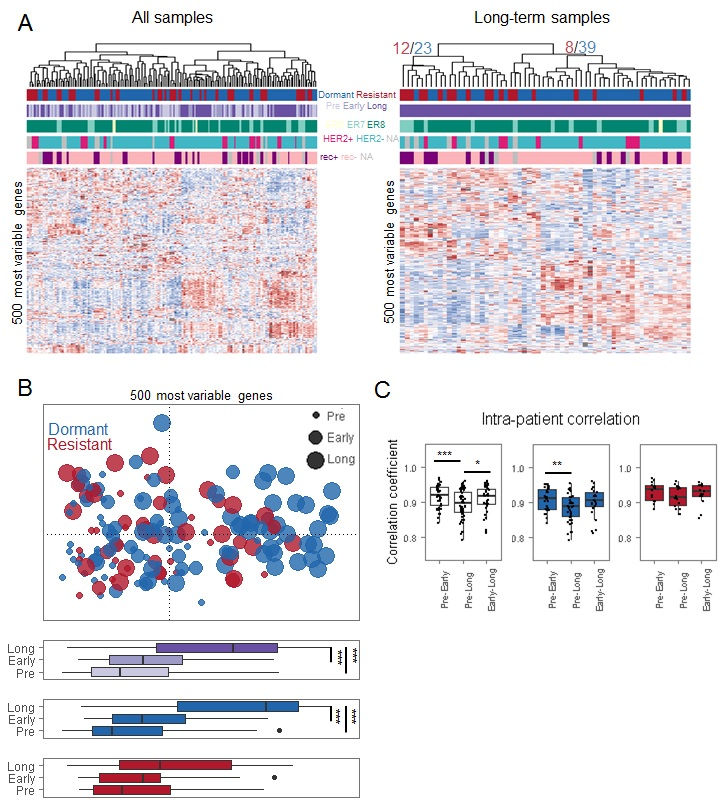 A
All samples
Long-term samples
12/23
8/39
Dormant Resistant
Pre Early Long
ER7 ER8
HER2+ HER2- NA
rec+ rec- NA
500 most variable genes
500 most variable genes
B
500 most variable genes
Dormant
Resistant
Pre
Early
Long
Long
Early
Pre
***
***
Long
Early
Pre
***
***
Long
Early
Pre
C
Intra-patient correlation
Correlation coefficient
1.0
0.9
0.8
***
*
Pre-Early
Pre-Long
Early-Long
1.0
0.9
0.8
**
Pre-Early
Pre-Long
Early-Long
1.0
0.9
0.8
Pre-Early
Pre-Long
Early-Long